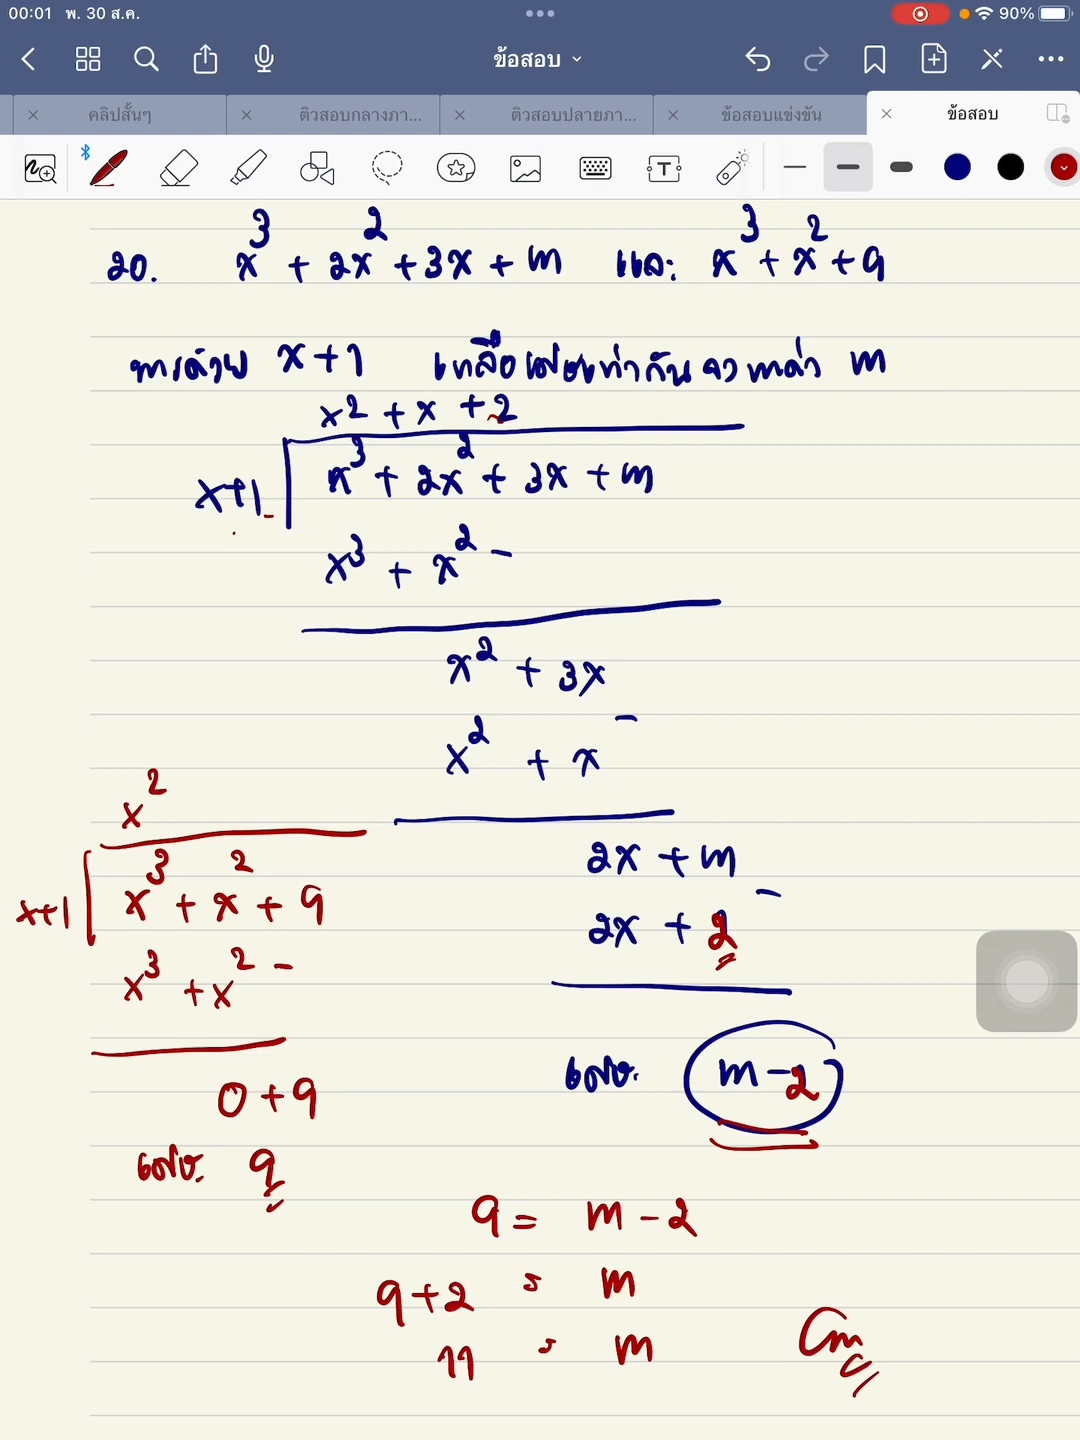 00:01 พ. 30 ส.ค.
90%
ข้อสอบ
คลิปสั้นๆ
ติวสอบกลางภา...
ติวสอบปลายภา...
ข้อสอบแข่งขัน
ข้อสอบ
20. x³ + 2x² + 3x + m และ x³ + x² + 9
หารด้วย x+1 เหลือเศษเท่ากัน จงหาค่า m
x² + x + 2
x+1 x³ + 2x² + 3x + m
x³ + x² -
x² + 3x
x² + x -
2x + m -
2x + 2
เศษ m - 2
x²
x+1 x³ + x² + 9
x³ + x² -
0 + 9
เศษ 9
9 = m - 2
9 + 2 = m
11 = m